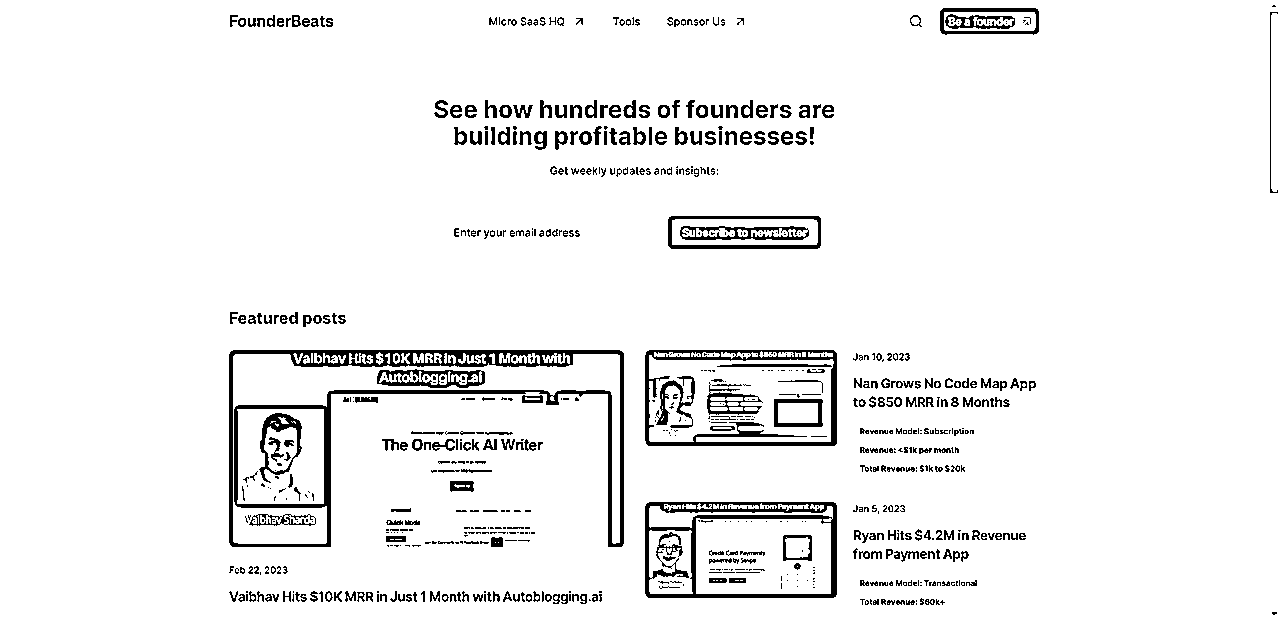 FounderBeats
Micro SaaS HQ
Tools
Sponsor Us
Be a founder
See how hundreds of founders are
building profitable businesses!
Get weekly updates and insights:
Enter your email address
Subscribe to newsletter
Featured posts
Vaibhav Hits $10K MRR in Just 1 Month with
Autoblogging.ai
The One-Click AI Writer
Quick Mode
Vaibhav Sharda
Feb 22, 2023
Vaibhav Hits $10K MRR in Just 1 Month with Autoblogging.ai
Nan Grows No Code Map App to $850 MRR in 8 Months
Jan 10, 2023
Nan Grows No Code Map App
to $850 MRR in 8 Months
Revenue Model: Subscription
Revenue: <$1k per month
Total Revenue: $1k to $20k
Ryan Hits $4.2M in Revenue from Payment App
Credit Card Payments
powered by Stripe
Jan 5, 2023
Ryan Hits $4.2M in Revenue
from Payment App
Revenue Model: Transactional
Total Revenue: $60k+